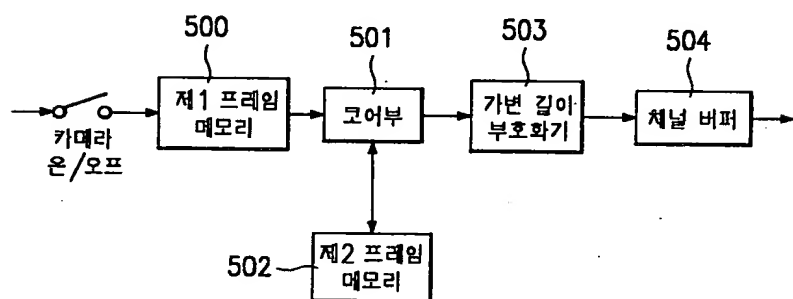 500
501
503
504
제1 프레임
메모리
코어부
가변 길이
부호화기
채널 버퍼
카메라
온/오프
502
제2 프레임
메모리